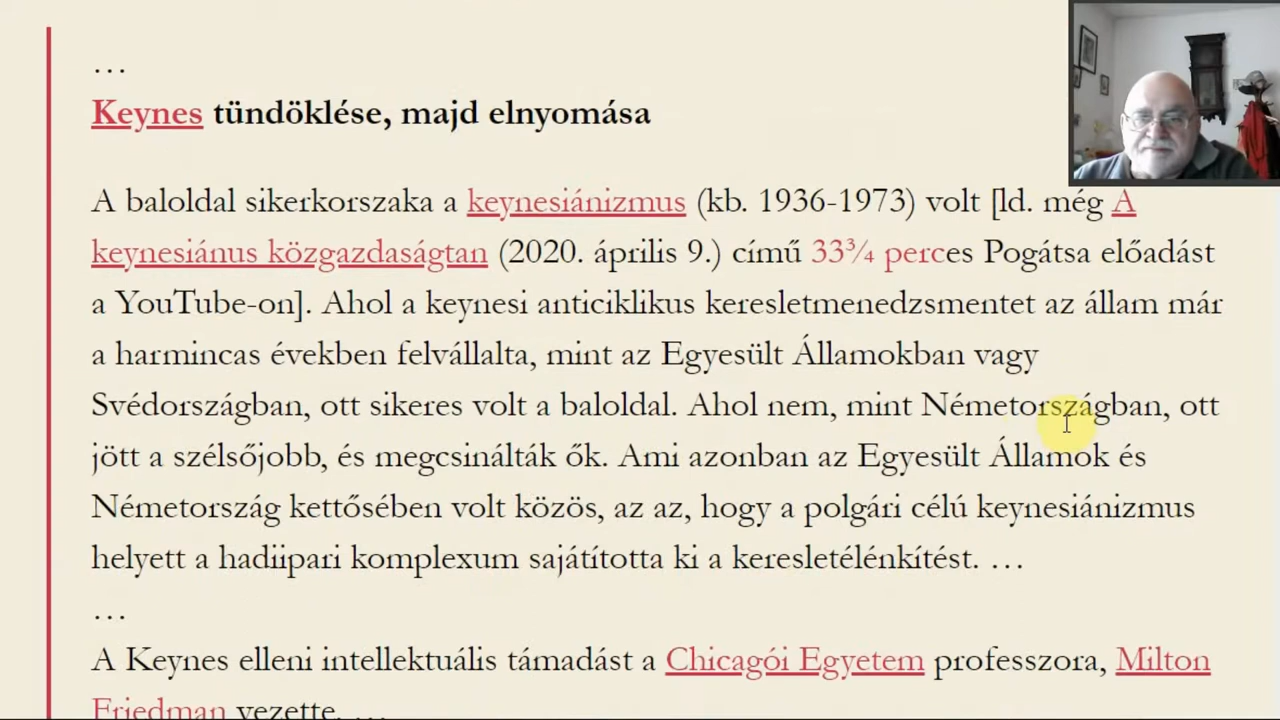 …
Keynes tündöklése, majd elnyomása
A baloldal sikerkorszaka a keynesiánizmus (kb. 1936-1973) volt [ld. még A
keynesiánus közgazdaságtan (2020. április 9.) című 33¾ perces Pogátsa előadást
a YouTube-on]. Ahol a keynesi anticiklikus keresletmenedzsmentet az állam már
a harmincas években felvállalta, mint az Egyesült Államokban vagy
Svédországban, ott sikeres volt a baloldal. Ahol nem, mint Németországban, ott
jött a szélsőjobb, és megcsinálták ők. Ami azonban az Egyesült Államok és
Németország kettősében volt közös, az az, hogy a polgári célú keynesiánizmus
helyett a hadiipari komplexum sajátította ki a keresletélénkítést. …
…
A Keynes elleni intellektuális támadást a Chicagói Egyetem professzora, Milton
Friedman vezette. …